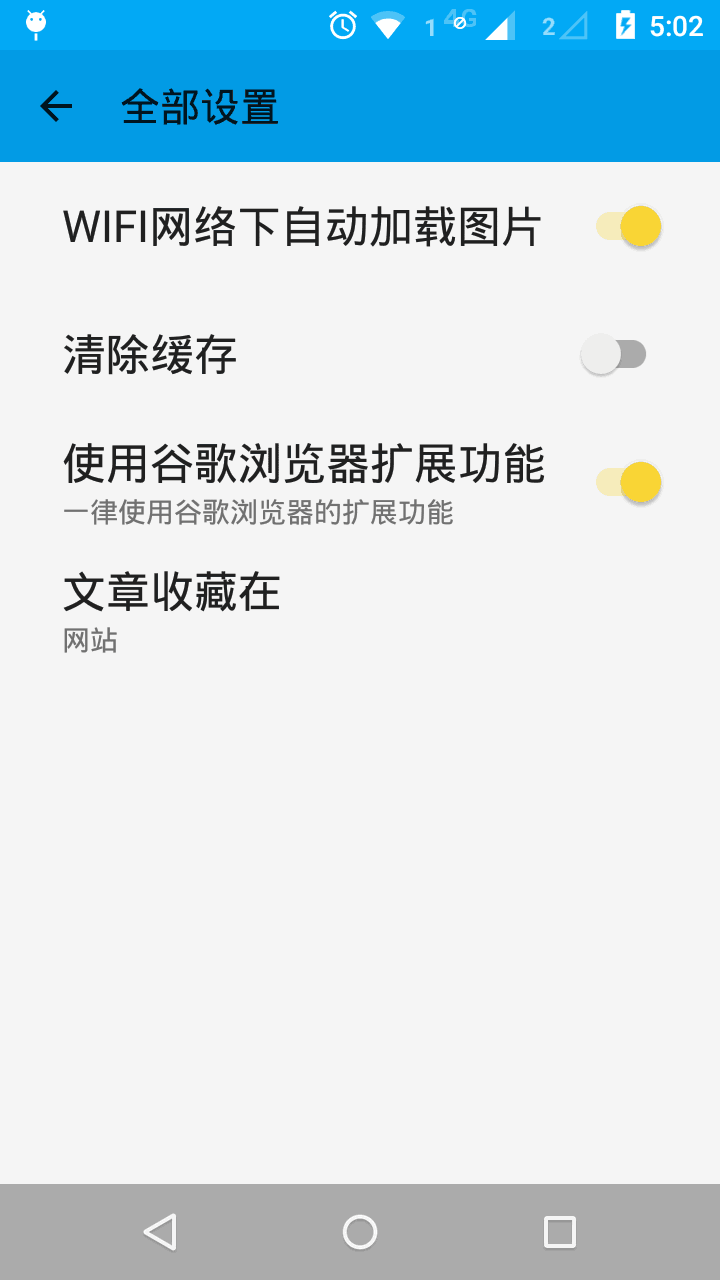 1 4G 2 5:02
全部设置
WIFI网络下自动加载图片
清除缓存
使用谷歌浏览器扩展功能
一律使用谷歌浏览器的扩展功能
文章收藏在
网站